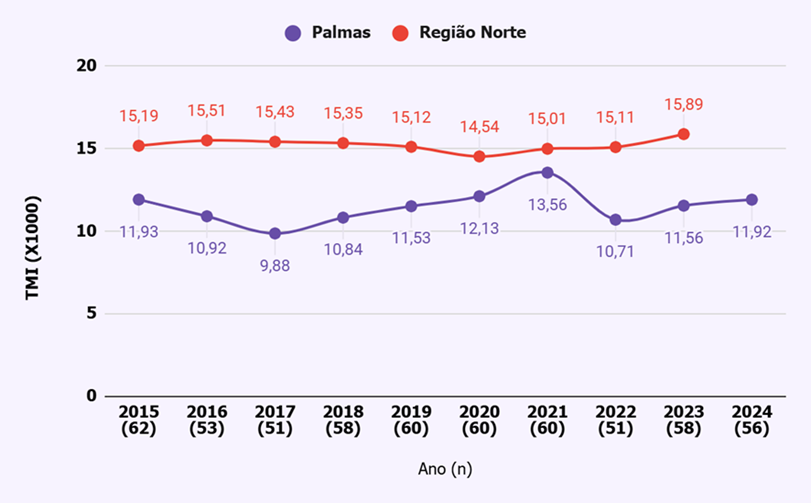 Palmas Região Norte
20
15,19 15,51 15,43 15,35 15,12 14,54 15,01 15,11 15,89
15
11,93 10,92 9,88 10,84 11,53 12,13 13,56 10,71 11,56 11,92
10
5
0
TMI (X1000)
2015 2016 2017 2018 2019 2020 2021 2022 2023 2024
(62) (53) (51) (58) (60) (60) (60) (51) (58) (56)
Ano (n)